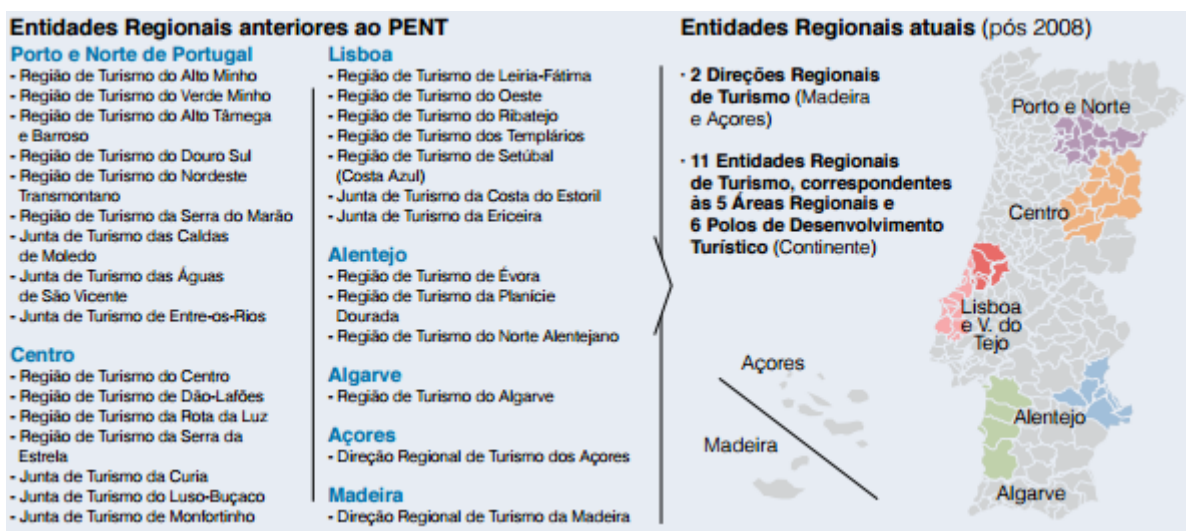 Entidades Regionais anteriores ao PENT
Porto e Norte de Portugal
- Região de Turismo do Alto Minho
- Região de Turismo do Verde Minho
- Região de Turismo do Alto Tâmega
e Barroso
- Região de Turismo do Douro Sul
- Região de Turismo do Nordeste
Transmontano
- Região de Turismo da Serra do Marão
- Junta de Turismo das Caldas
de Moledo
- Junta de Turismo das Águas
de São Vicente
- Junta de Turismo de Entre-os-Rios
Centro
- Região de Turismo do Centro
- Região de Turismo de Dão-Lafões
- Região de Turismo da Rota da Luz
- Região de Turismo da Serra da
Estrela
- Junta de Turismo da Curia
- Junta de Turismo do Luso-Buçaco
- Junta de Turismo de Monfortinho
Lisboa
- Região de Turismo de Leiria-Fátima
- Região de Turismo do Oeste
- Região de Turismo do Ribatejo
- Região de Turismo dos Templários
- Região de Turismo de Setúbal
(Costa Azul)
- Junta de Turismo da Costa do Estoril
- Junta de Turismo da Ericeira
Alentejo
- Região de Turismo de Évora
- Região de Turismo da Planície
Dourada
- Região de Turismo do Norte Alentejano
Algarve
- Região de Turismo do Algarve
Açores
- Direção Regional de Turismo dos Açores
Madeira
- Direção Regional de Turismo da Madeira
Entidades Regionais atuais (pós 2008)
· 2 Direções Regionais
de Turismo (Madeira
e Açores)
· 11 Entidades Regionais
de Turismo, correspondentes
às 5 Áreas Regionais e
6 Polos de Desenvolvimento
Turístico (Continente)
Porto e Norte
Centro
Lisboa
e V. do
Tejo
Açores
Madeira
Alentejo
Algarve